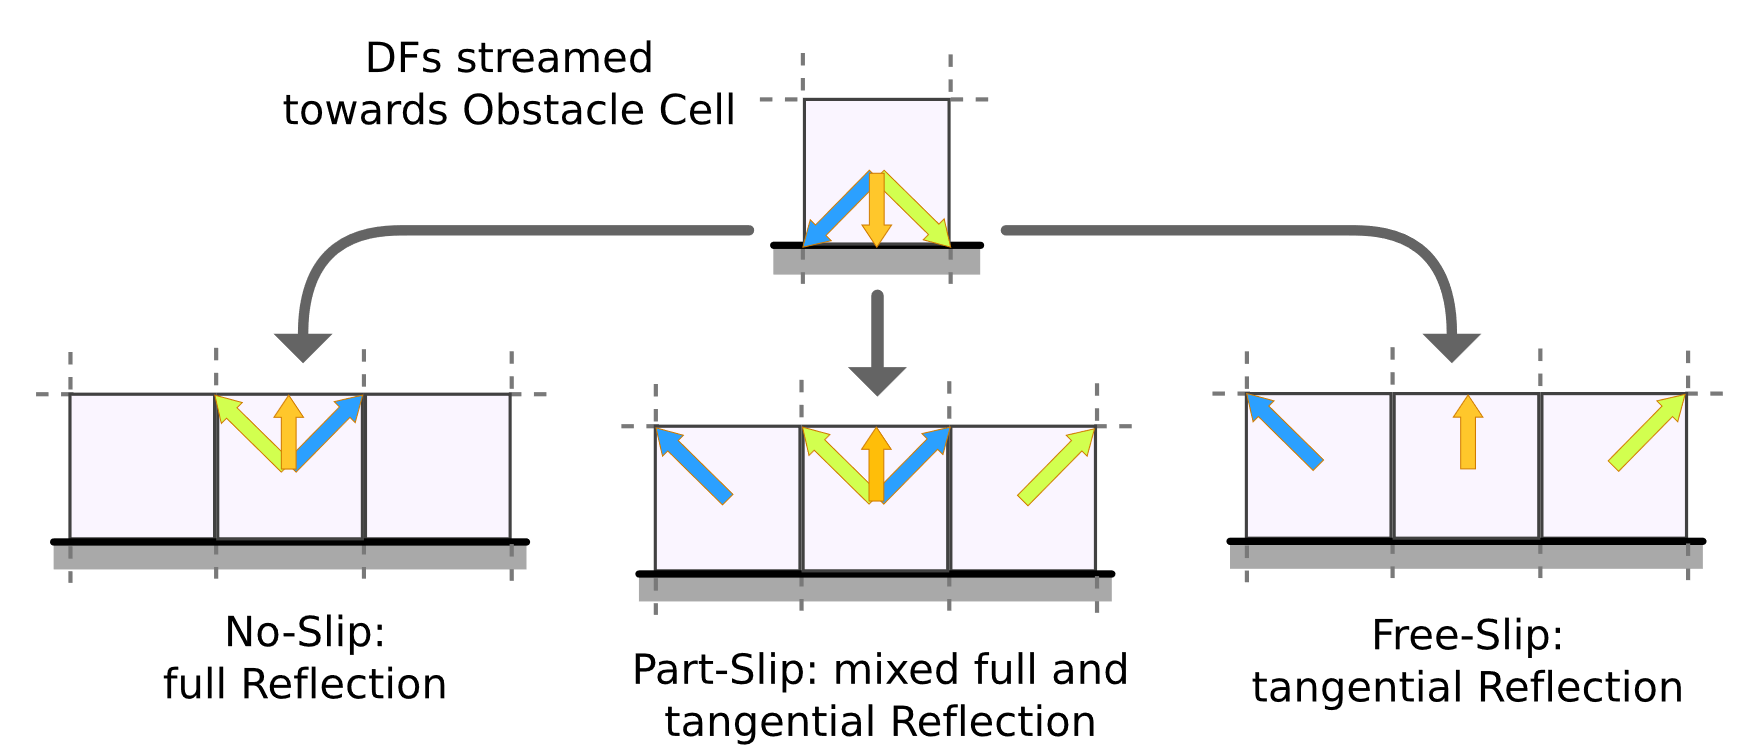 DFs streamed
towards Obstacle Cell
No-Slip:
full Reflection
Part-Slip: mixed full and
tangential Reflection
Free-Slip:
tangential Reflection